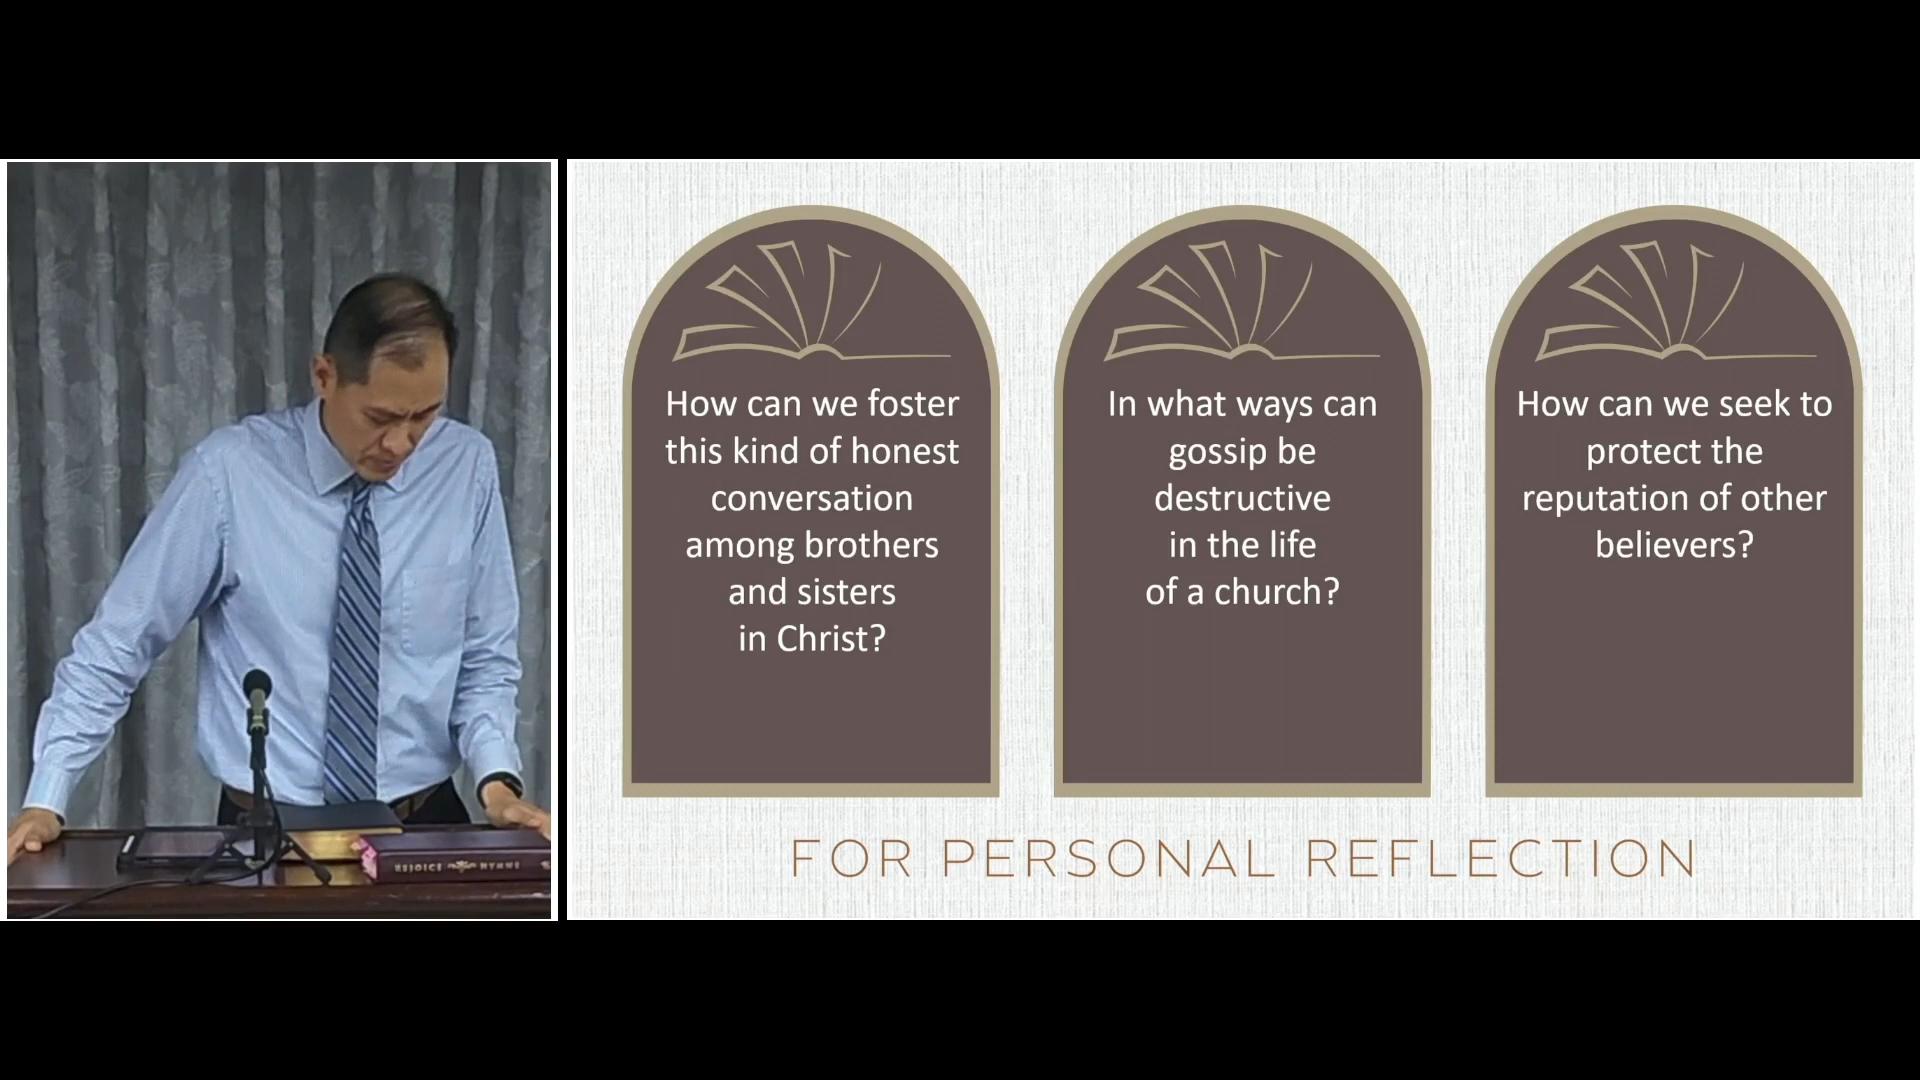 How can we foster
this kind of honest
conversation
among brothers
and sisters
in Christ?
In what ways can
gossip be
destructive
in the life
of a church?
How can we seek to
protect the
reputation of other
believers?
FOR PERSONAL REFLECTION
REJOICE HYMNS